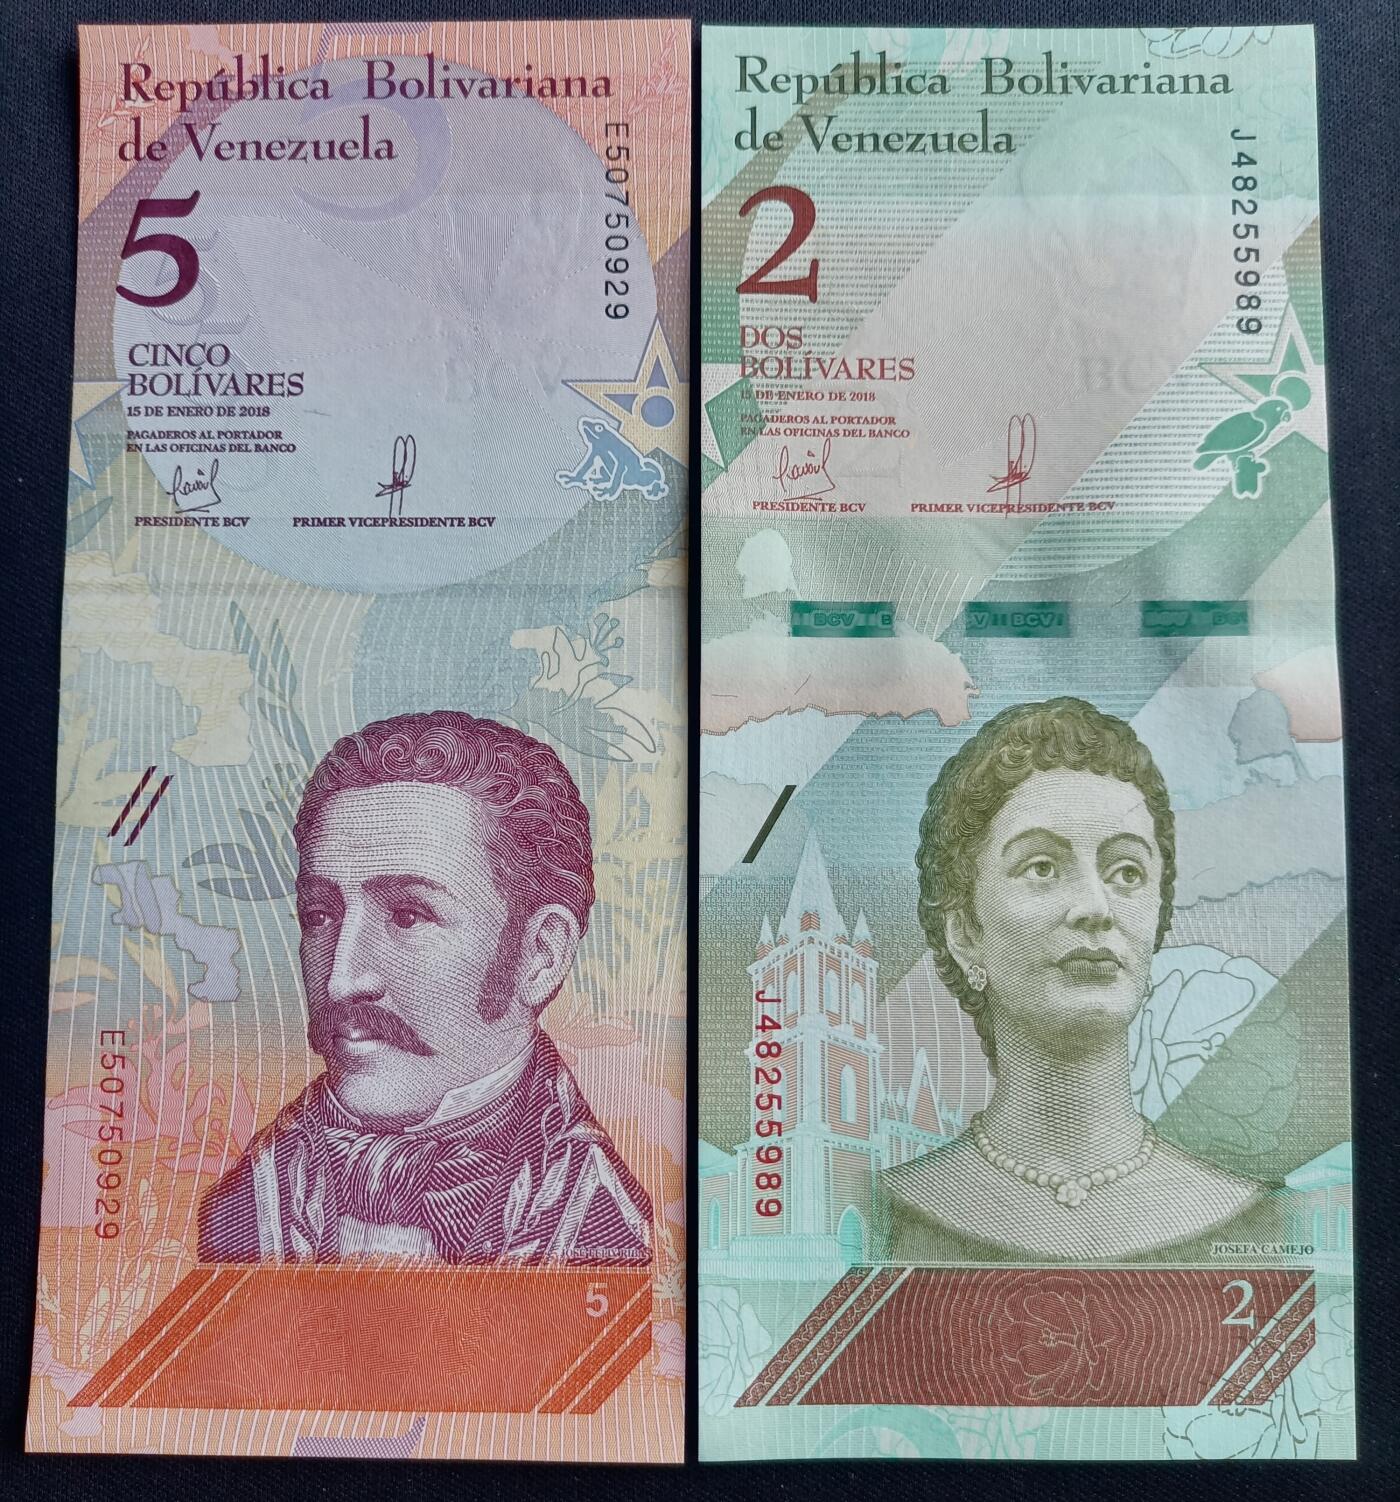 República Bolivariana
de Venezuela
5
E50750929
CINCO
BOLÍVARES
15 DE ENERO DE 2018
PAGADEROS AL PORTADOR
EN LAS OFICINAS DEL BANCO
PRESIDENTE BCV
PRIMER VICEPRESIDENTE BCV
E50750929
JOSÉ FÉLIX RIBAS
5
República Bolivariana
de Venezuela
2
J48255989
DOS
BOLÍVARES
15 DE ENERO DE 2018
PAGADEROS AL PORTADOR
EN LAS OFICINAS DEL BANCO
PRESIDENTE BCV
PRIMER VICEPRESIDENTE BCV
BCV
BCV
J48255989
JOSEFA CAMEJO
2